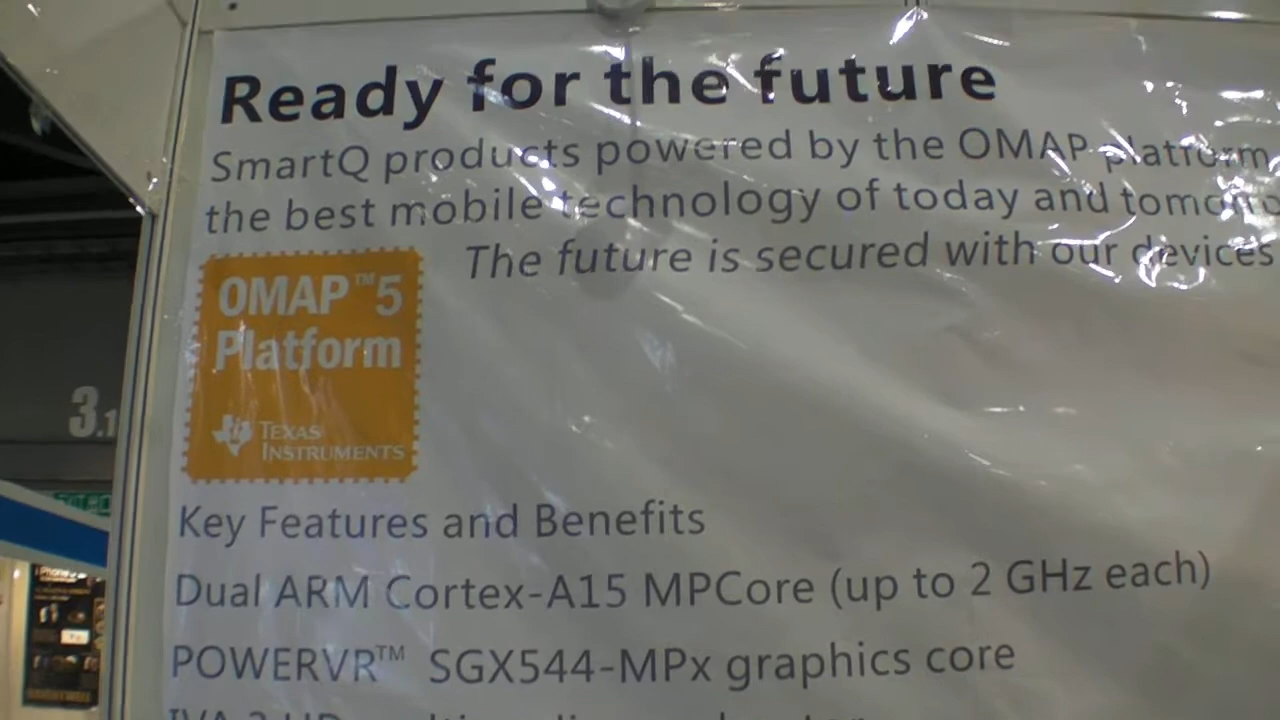 Ready for the future
SmartQ products powered by the OMAP platform
the best mobile technology of today and
The future is secured with our devices
OMAP™5
Platform
TEXAS
INSTRUMENTS
3.1
Key Features and Benefits
Dual ARM Cortex-A15 MPCore (up to 2 GHz each)
POWERVR™ SGX544-MPx graphics core